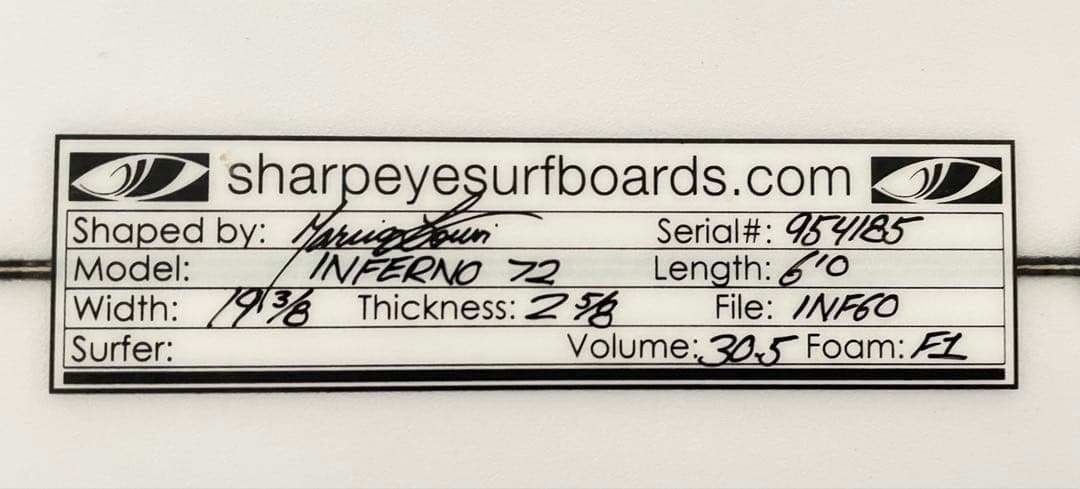 sharpeyesurfboards.com
Shaped by: Serial#: 954185
Model: INFERNO 72 Length: 6'0
Width: 19 3/8 Thickness: 2 5/8 File: INF60
Surfer: Volume: 30.5 Foam: F1